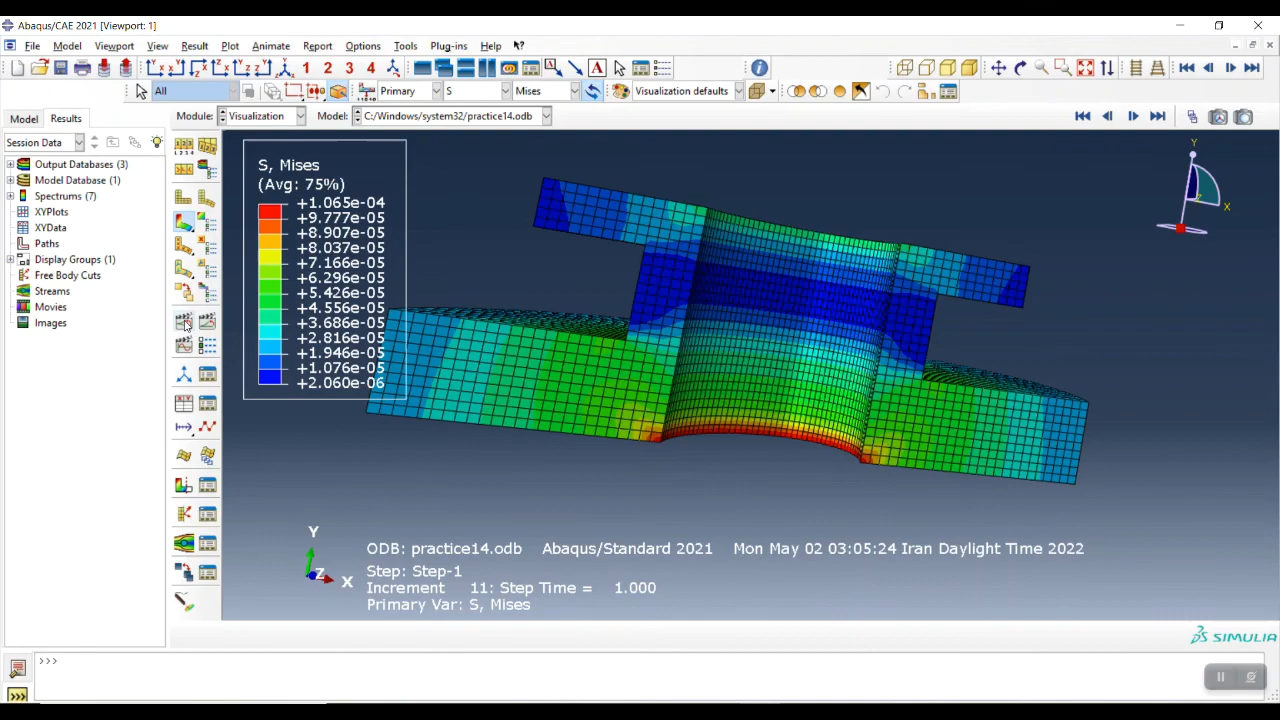 Abaqus/CAE 2021 [Viewport: 1]
File Model Viewport View Result Plot Animate Report Options Tools Plug-ins Help
1 2 3 4
All Primary S Mises Visualization defaults
Model Results Module: Visualization Model: C:/Windows/system32/practice14.odb
Session Data
Output Databases (3)
Model Database (1)
Spectrums (7)
XYPlots
XYData
Paths
Display Groups (1)
Free Body Cuts
Streams
Movies
Images
S, Mises
(Avg: 75%)
+1.065e-04
+9.777e-05
+8.907e-05
+8.037e-05
+7.166e-05
+6.296e-05
+5.426e-05
+4.556e-05
+3.686e-05
+2.816e-05
+1.946e-05
+1.076e-05
+2.060e-06
Y
X
Z
Y
Z X
ODB: practice14.odb Abaqus/Standard 2021 Mon May 02 03:05:24 Iran Daylight Time 2022
Step: Step-1
Increment 11: Step Time = 1.000
Primary Var: S, Mises
SIMULIA
>>>
>>>